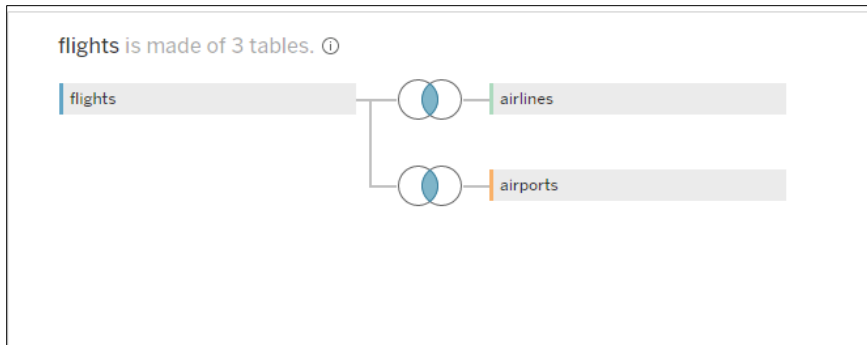 flights is made of 3 tables.
flights
airlines
airports